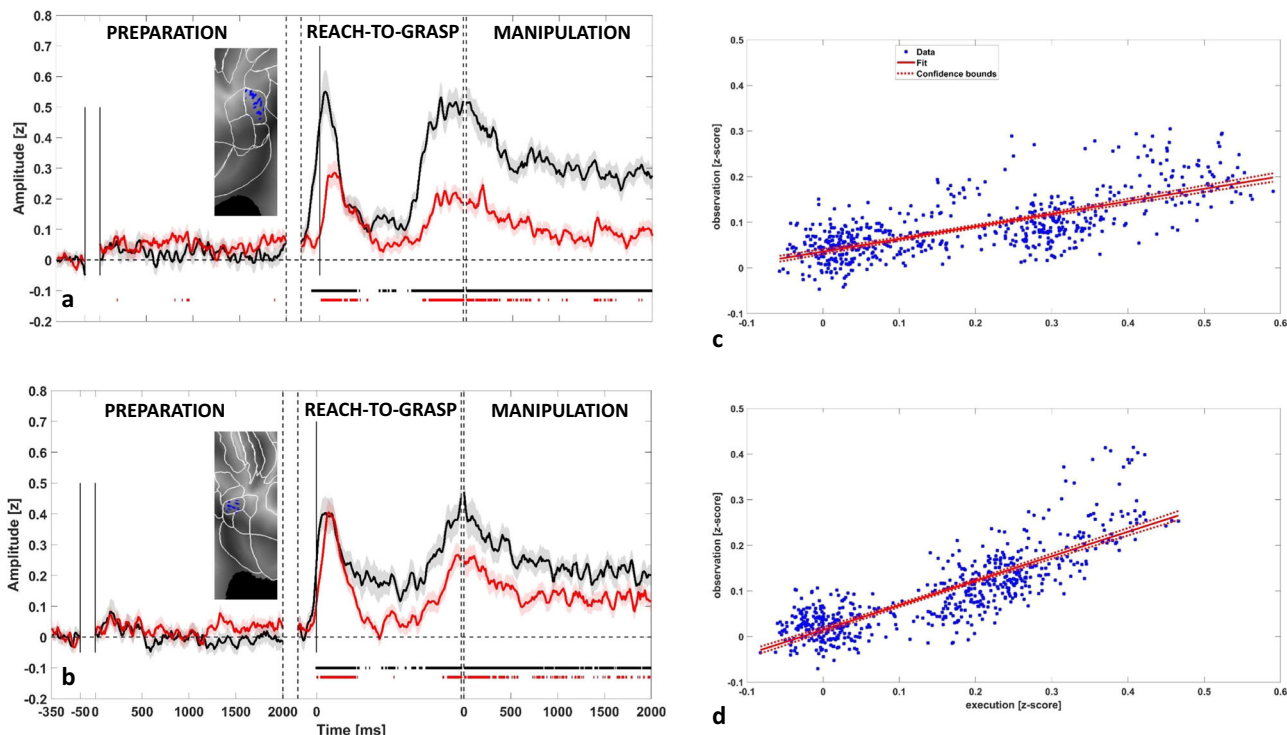 PREPARATION
REACH-TO-GRASP
MANIPULATION
Amplitude [z]
0.8
0.7
0.6
0.5
0.4
0.3
0.2
0.1
0
-0.1
-0.2
a
PREPARATION
REACH-TO-GRASP
MANIPULATION
Amplitude [z]
0.8
0.7
0.6
0.5
0.4
0.3
0.2
0.1
0
-0.1
-0.2
b
-350 -50 0 500 1000 1500 2000 0 0 500 1000 1500 2000
Time [ms]
Data
Fit
Confidence bounds
observation [z-score]
0.5
0.4
0.3
0.2
0.1
0
-0.1
-0.1 0 0.1 0.2 0.3 0.4 0.5 0.6
c
observation [z-score]
0.5
0.4
0.3
0.2
0.1
0
-0.1
-0.1 0 0.1 0.2 0.3 0.4 0.5 0.6
execution [z-score]
d